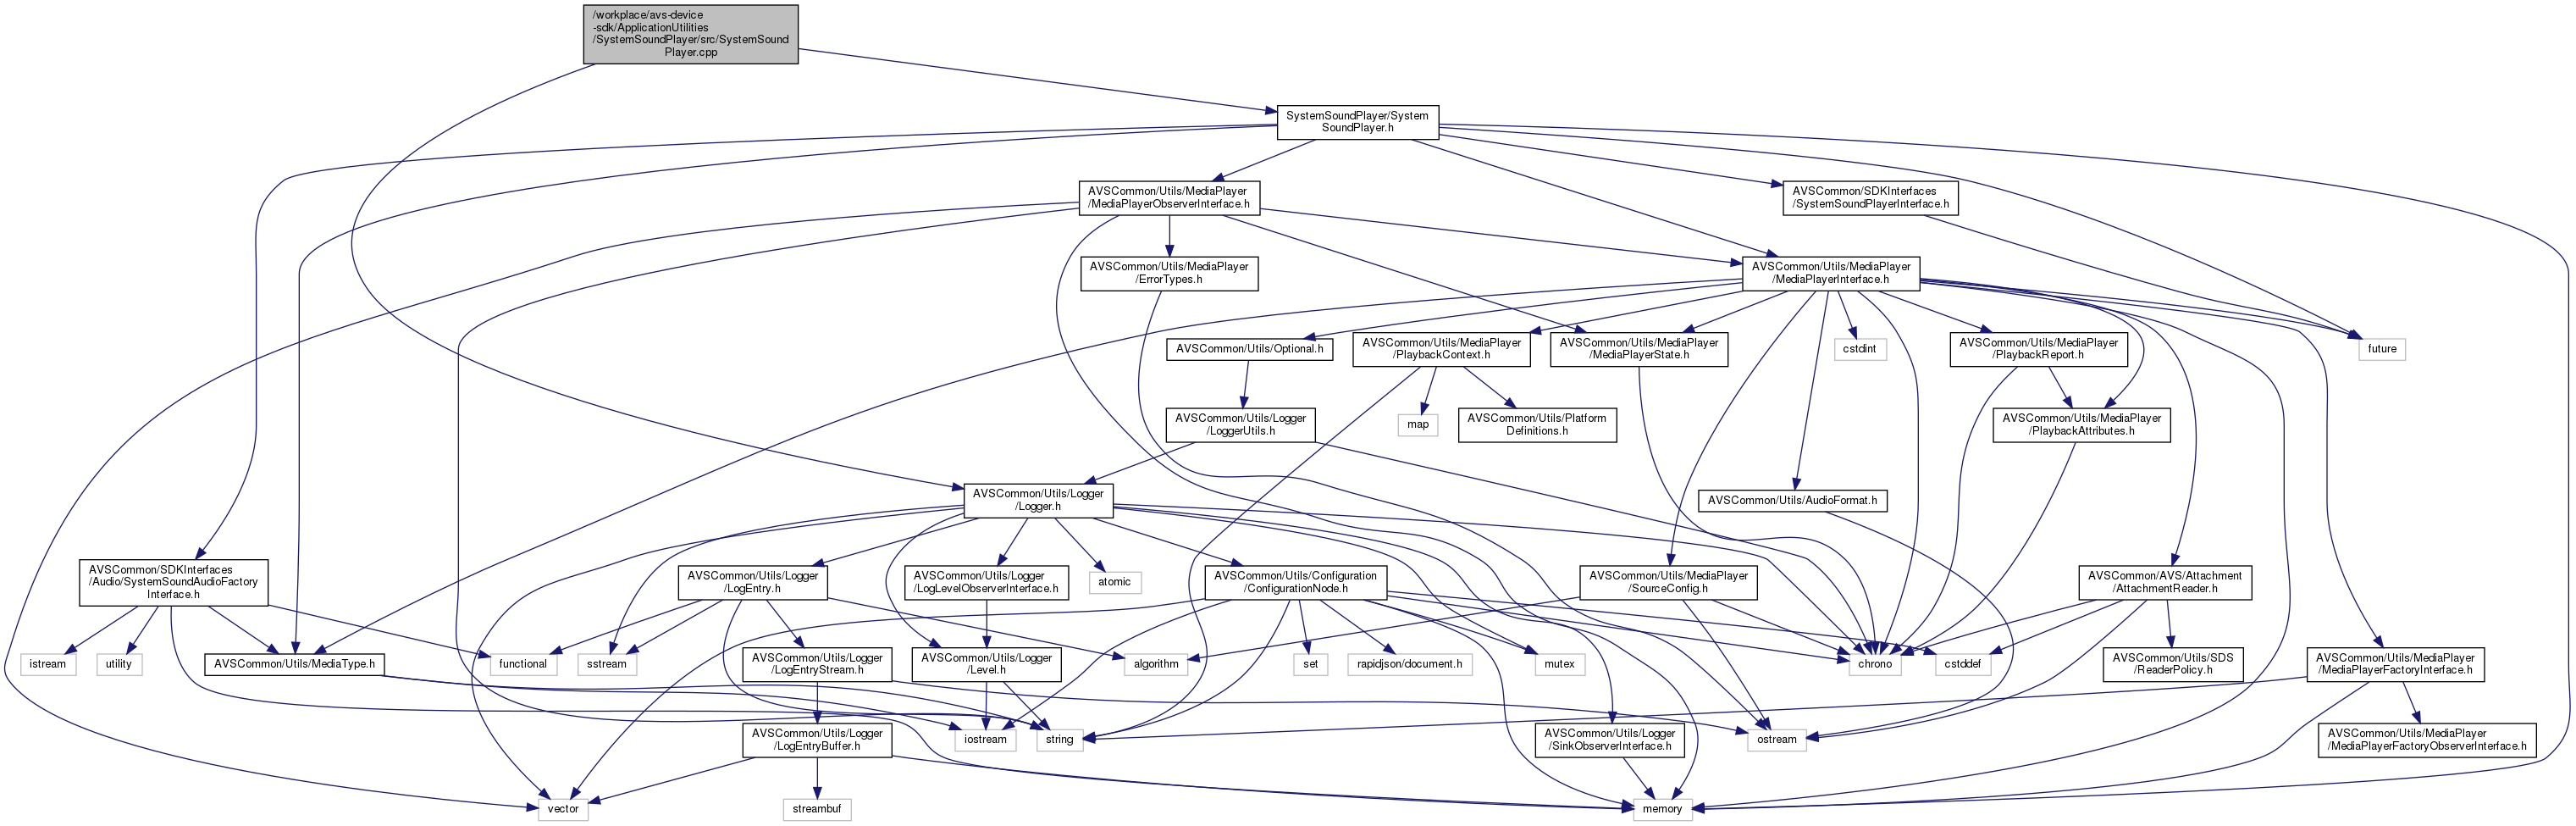 /workplace/avs-device
-sdk/ApplicationUtilities
/SystemSoundPlayer/src/SystemSound
Player.cpp
SystemSoundPlayer/System
SoundPlayer.h
AVSCommon/Utils/MediaPlayer
/MediaPlayerObserverInterface.h
AVSCommon/SDKInterfaces
/SystemSoundPlayerInterface.h
AVSCommon/Utils/MediaPlayer
/ErrorTypes.h
AVSCommon/Utils/MediaPlayer
/MediaPlayerInterface.h
AVSCommon/Utils/Optional.h
AVSCommon/Utils/MediaPlayer
/PlaybackContext.h
AVSCommon/Utils/MediaPlayer
/MediaPlayerState.h
cstdint
AVSCommon/Utils/MediaPlayer
/PlaybackReport.h
future
AVSCommon/Utils/Logger
/LoggerUtils.h
map
AVSCommon/Utils/Platform
Definitions.h
AVSCommon/Utils/MediaPlayer
/PlaybackAttributes.h
AVSCommon/Utils/Logger
/Logger.h
AVSCommon/Utils/AudioFormat.h
AVSCommon/SDKInterfaces
/Audio/SystemSoundAudioFactory
Interface.h
AVSCommon/Utils/Logger
/LogEntry.h
AVSCommon/Utils/Logger
/LogLevelObserverInterface.h
atomic
AVSCommon/Utils/Configuration
/ConfigurationNode.h
AVSCommon/Utils/MediaPlayer
/SourceConfig.h
AVSCommon/AVS/Attachment
/AttachmentReader.h
istream
utility
AVSCommon/Utils/MediaType.h
functional
sstream
AVSCommon/Utils/Logger
/LogEntryStream.h
AVSCommon/Utils/Logger
/Level.h
algorithm
set
rapidjson/document.h
mutex
chrono
cstddef
AVSCommon/Utils/SDS
/ReaderPolicy.h
AVSCommon/Utils/MediaPlayer
/MediaPlayerFactoryInterface.h
AVSCommon/Utils/Logger
/LogEntryBuffer.h
iostream
string
AVSCommon/Utils/Logger
/SinkObserverInterface.h
ostream
AVSCommon/Utils/MediaPlayer
/MediaPlayerFactoryObserverInterface.h
vector
streambuf
memory